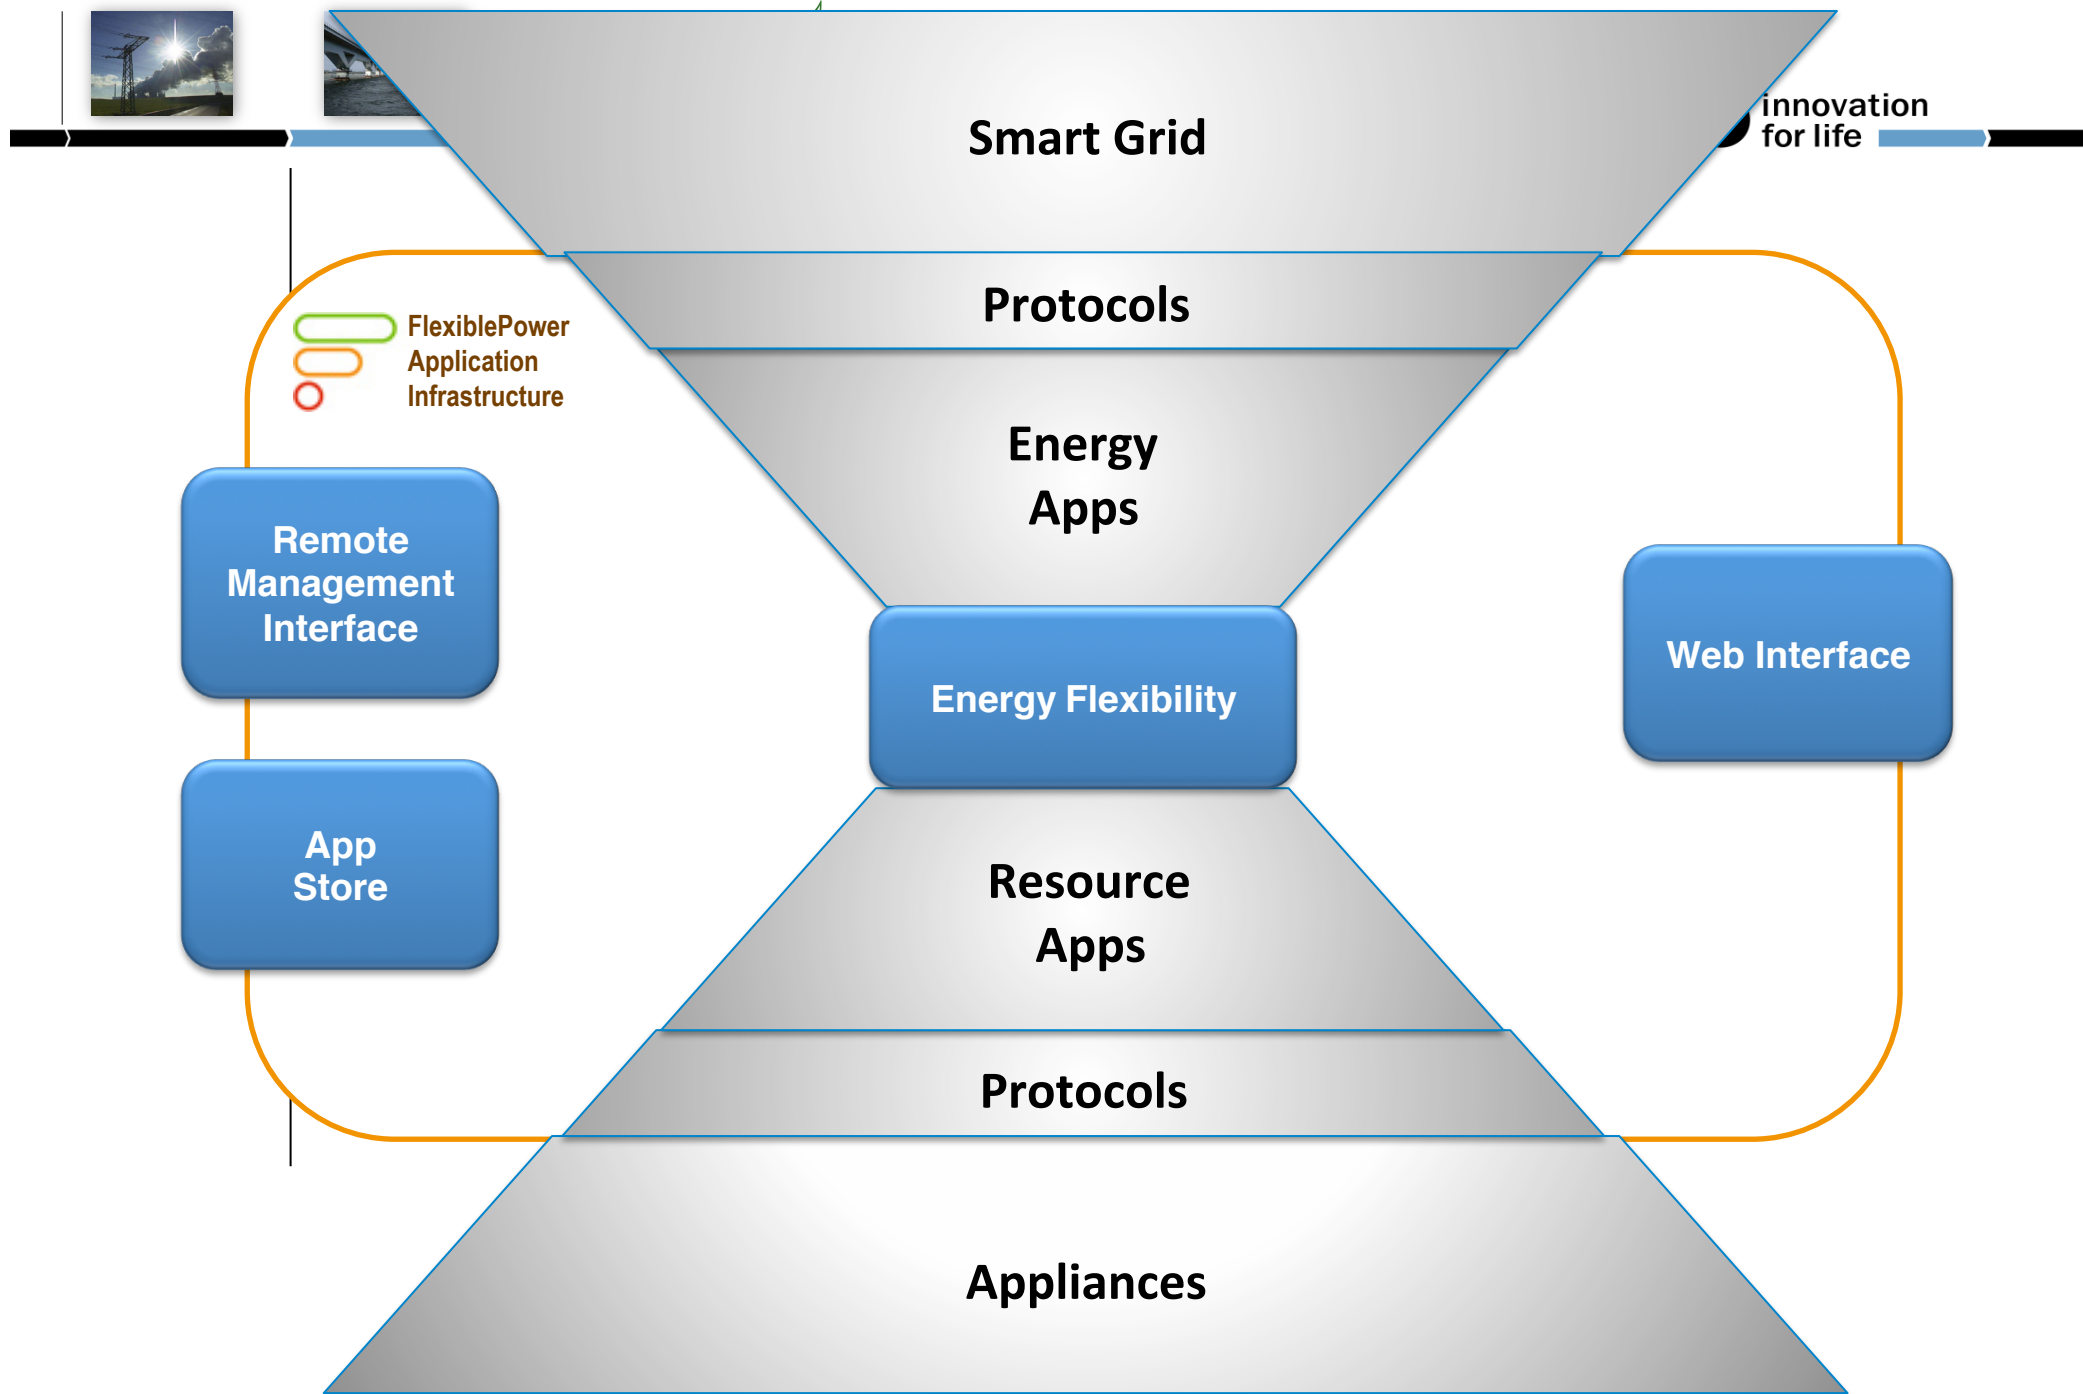 innovation
for life
Smart Grid
Protocols
FlexiblePower
Application
Infrastructure
Energy
Apps
Remote
Management
Interface
Energy Flexibility
Web Interface
App
Store
Resource
Apps
Protocols
Appliances